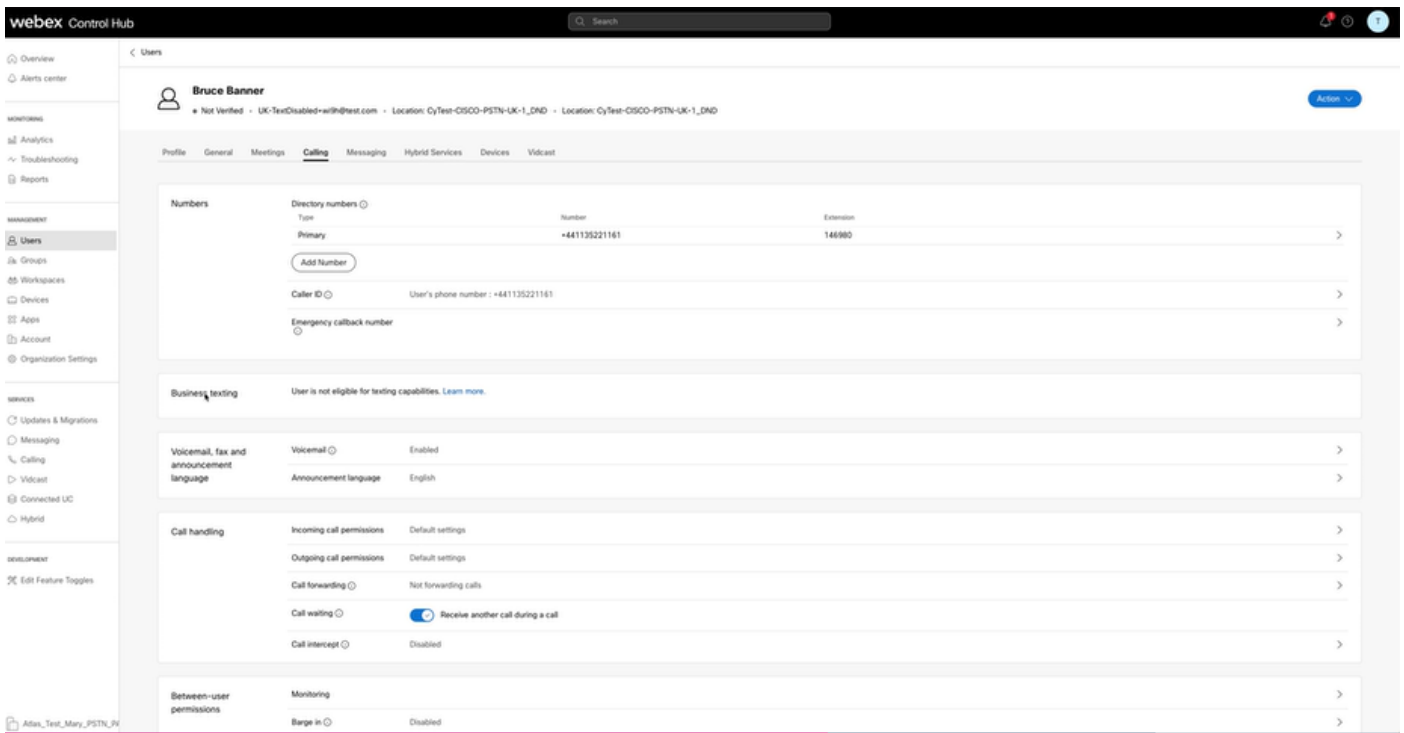 webex Control Hub
Search
T
Overview
Alerts center
MONITORING
Analytics
Troubleshooting
Reports
MANAGEMENT
Users
Groups
Workspaces
Devices
Apps
Account
Organization Settings
SERVICES
Updates & Migrations
Messaging
Calling
Vidcast
Connected UC
Hybrid
DEVELOPMENT
Edit Feature Toggles
Atlas_Test_Mary_PSTN_
Users
Bruce Banner
Not Verified UK-TextDisabled+willh@test.com Location: CyTest-CISCO-PSTN-UK-1_DND Location: CyTest-CISCO-PSTN-UK-1_DND
Action
Profile General Meetings Calling Messaging Hybrid Services Devices Vidcast
Numbers
Directory numbers
Type Number Extension
Primary +441135221161 146980
Add Number
Caller ID User's phone number : +441135221161
Emergency callback number
Business texting
User is not eligible for texting capabilities. Learn more.
Voicemail, fax and
announcement
language
Voicemail Enabled
Announcement language English
Call handling
Incoming call permissions Default settings
Outgoing call permissions Default settings
Call forwarding Not forwarding calls
Call waiting Receive another call during a call
Call intercept Disabled
Between-user
permissions
Monitoring
Barge in Disabled